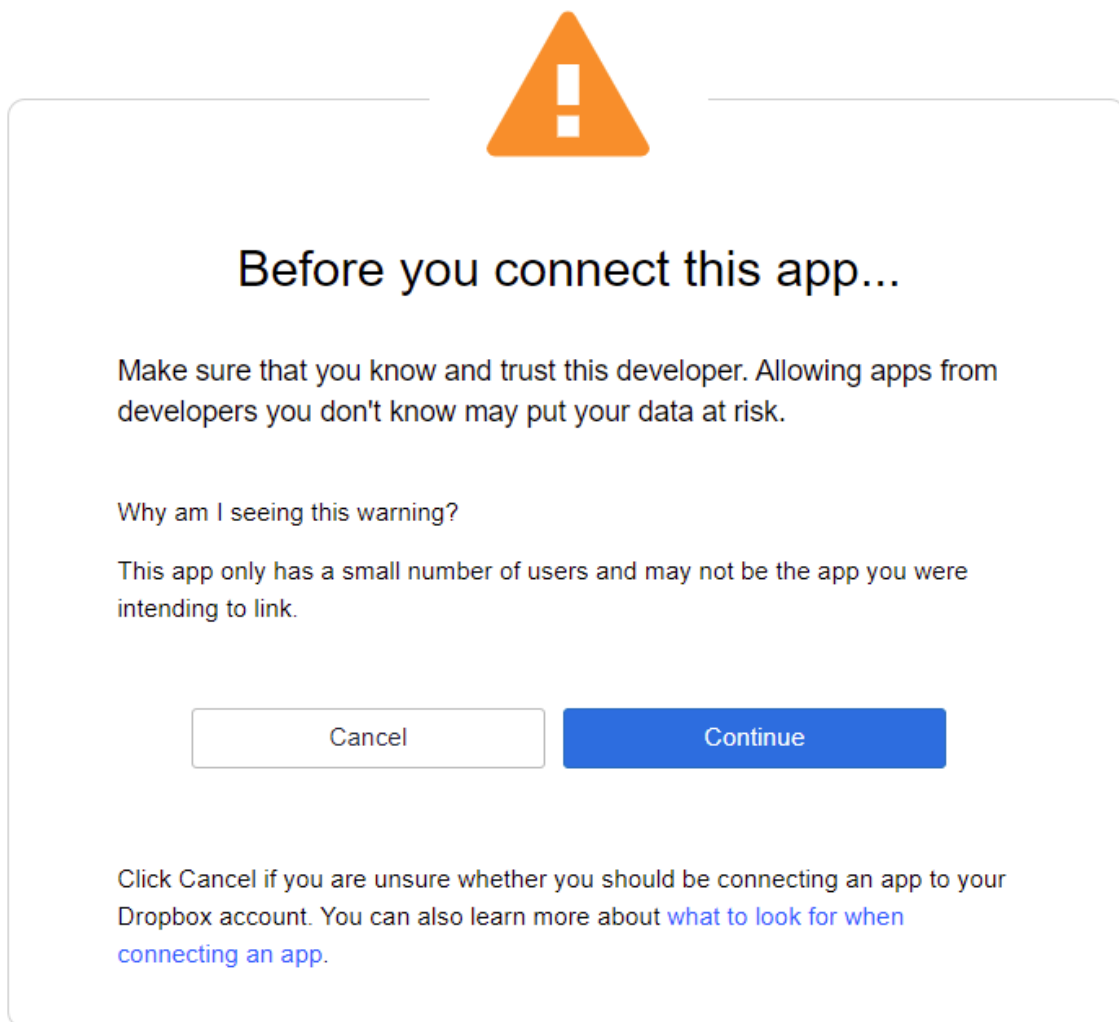 Before you connect this app...
Make sure that you know and trust this developer. Allowing apps from
developers you don't know may put your data at risk.
Why am I seeing this warning?
This app only has a small number of users and may not be the app you were
intending to link.
Cancel
Continue
Click Cancel if you are unsure whether you should be connecting an app to your
Dropbox account. You can also learn more about what to look for when
connecting an app.